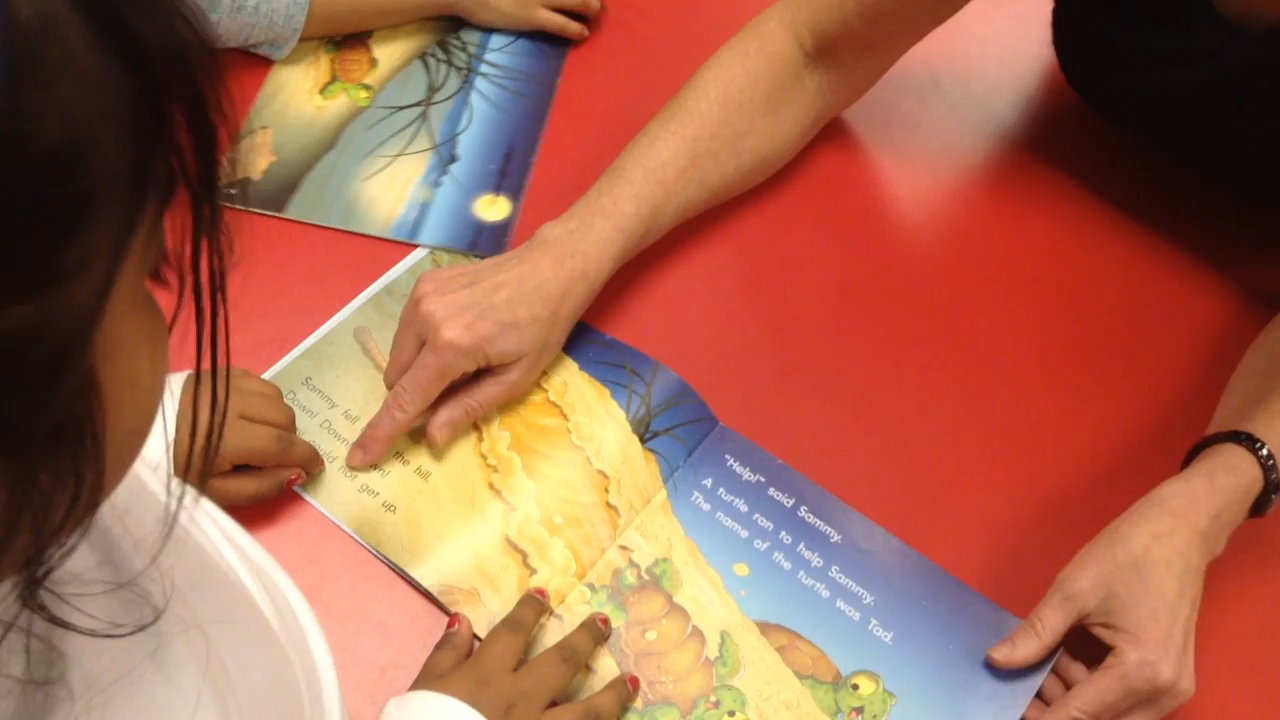 Sammy fell the hill.
Down! Down!
could not get up.
"Help!" said Sammy.
A turtle ran to help Sammy.
The name of the turtle was Tad.